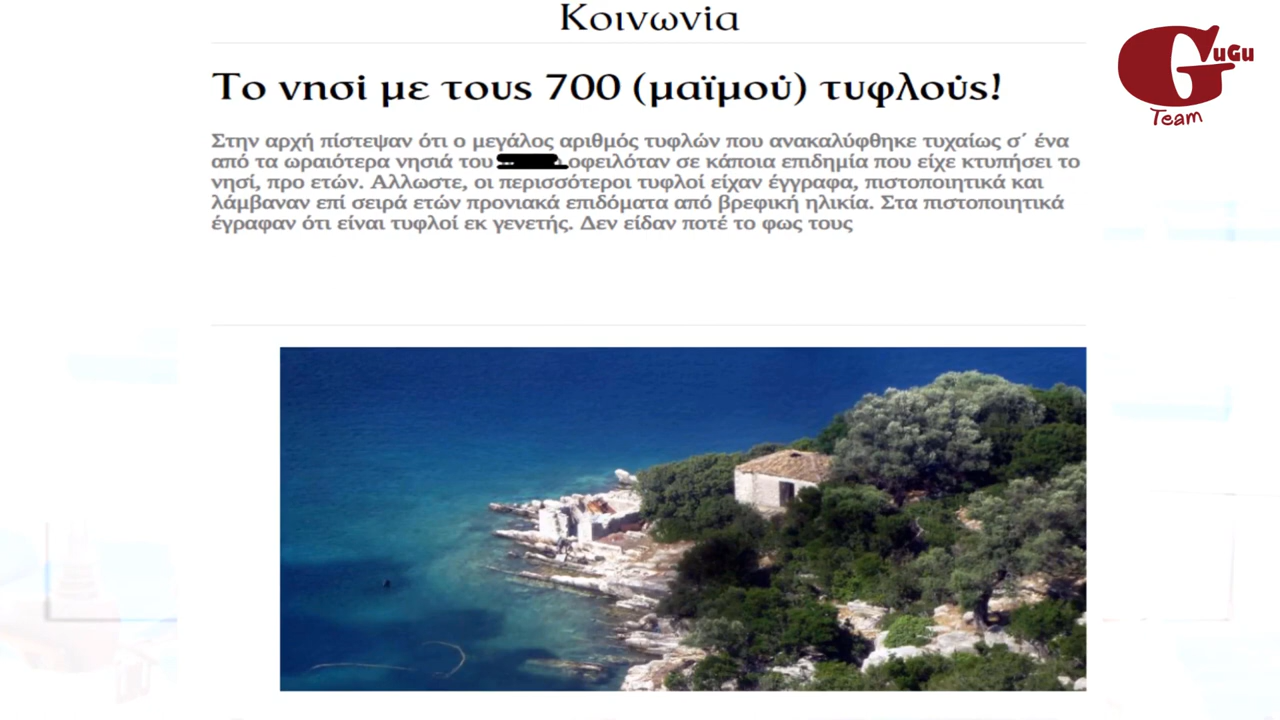 Κοινωνία
GuGu
Team
Το νησί με τους 700 (μαϊμού) τυφλούς!
Στην αρχή πίστεψαν ότι ο μεγάλος αριθμός τυφλών που ανακαλύφθηκε τυχαίως σ΄ ένα
από τα ωραιότερα νησιά του οφειλόταν σε κάποια επιδημία που είχε κτυπήσει το
νησί, προ ετών. Αλλωστε, οι περισσότεροι τυφλοί είχαν έγγραφα, πιστοποιητικά και
λάμβαναν επί σειρά ετών προνιακά επιδόματα από βρεφική ηλικία. Στα πιστοποιητικά
έγραφαν ότι είναι τυφλοί εκ γενετής. Δεν είδαν ποτέ το φως τους